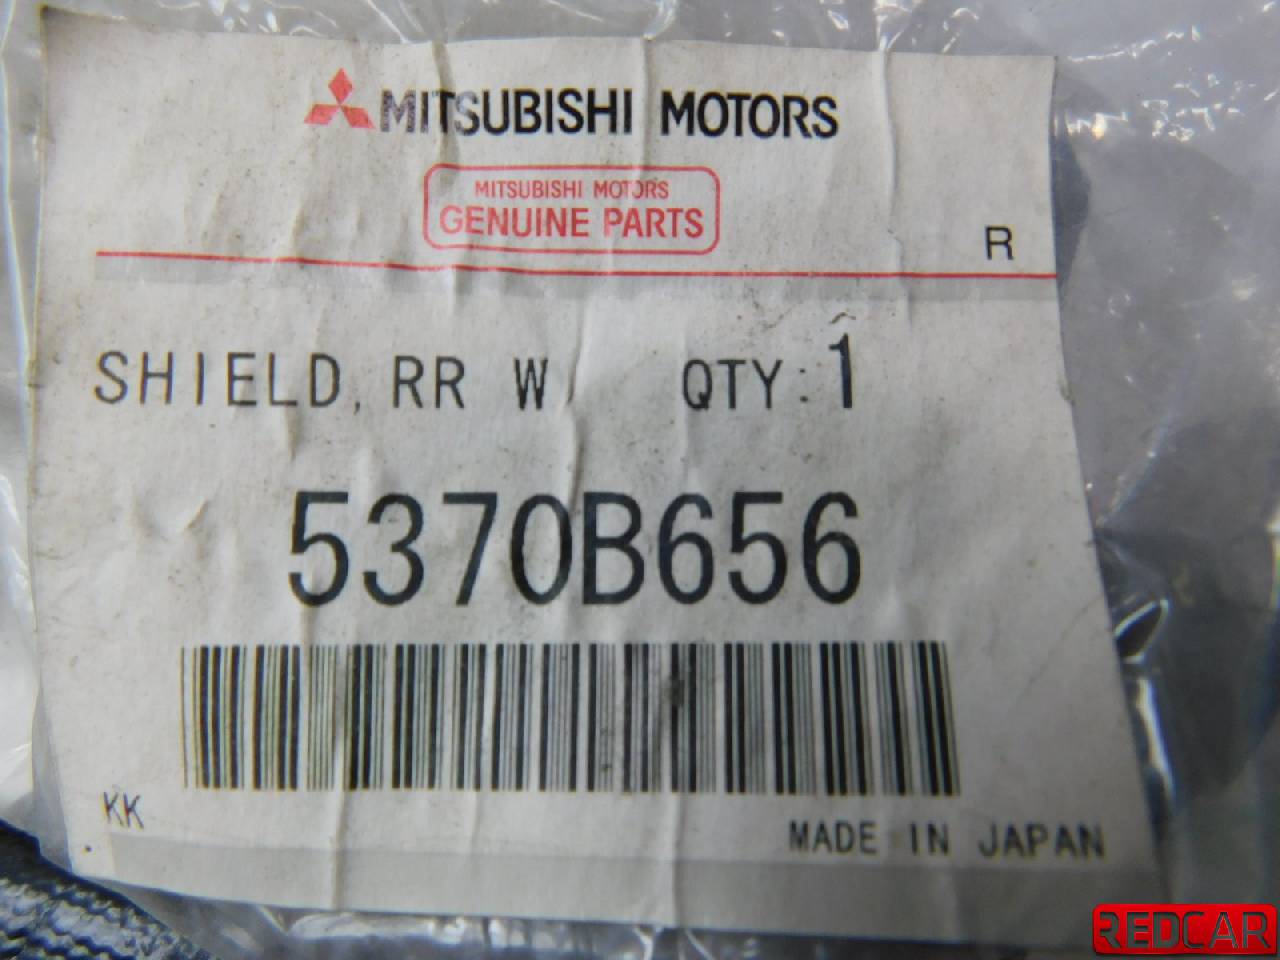 MITSUBISHI MOTORS
MITSUBISHI MOTORS
GENUINE PARTS
R
SHIELD, RR W QTY:1
5370B656
KK
MADE IN JAPAN
REDCAR